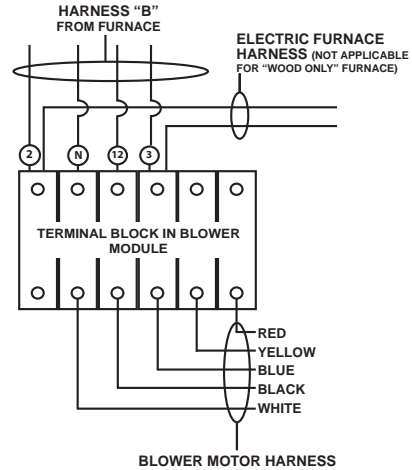 HARNESS “B”
FROM FURNACE
ELECTRIC FURNACE
HARNESS (NOT APPLICABLE
FOR “WOOD ONLY” FURNACE)
2 N 12 3
TERMINAL BLOCK IN BLOWER
MODULE
RED
YELLOW
BLUE
BLACK
WHITE
BLOWER MOTOR HARNESS